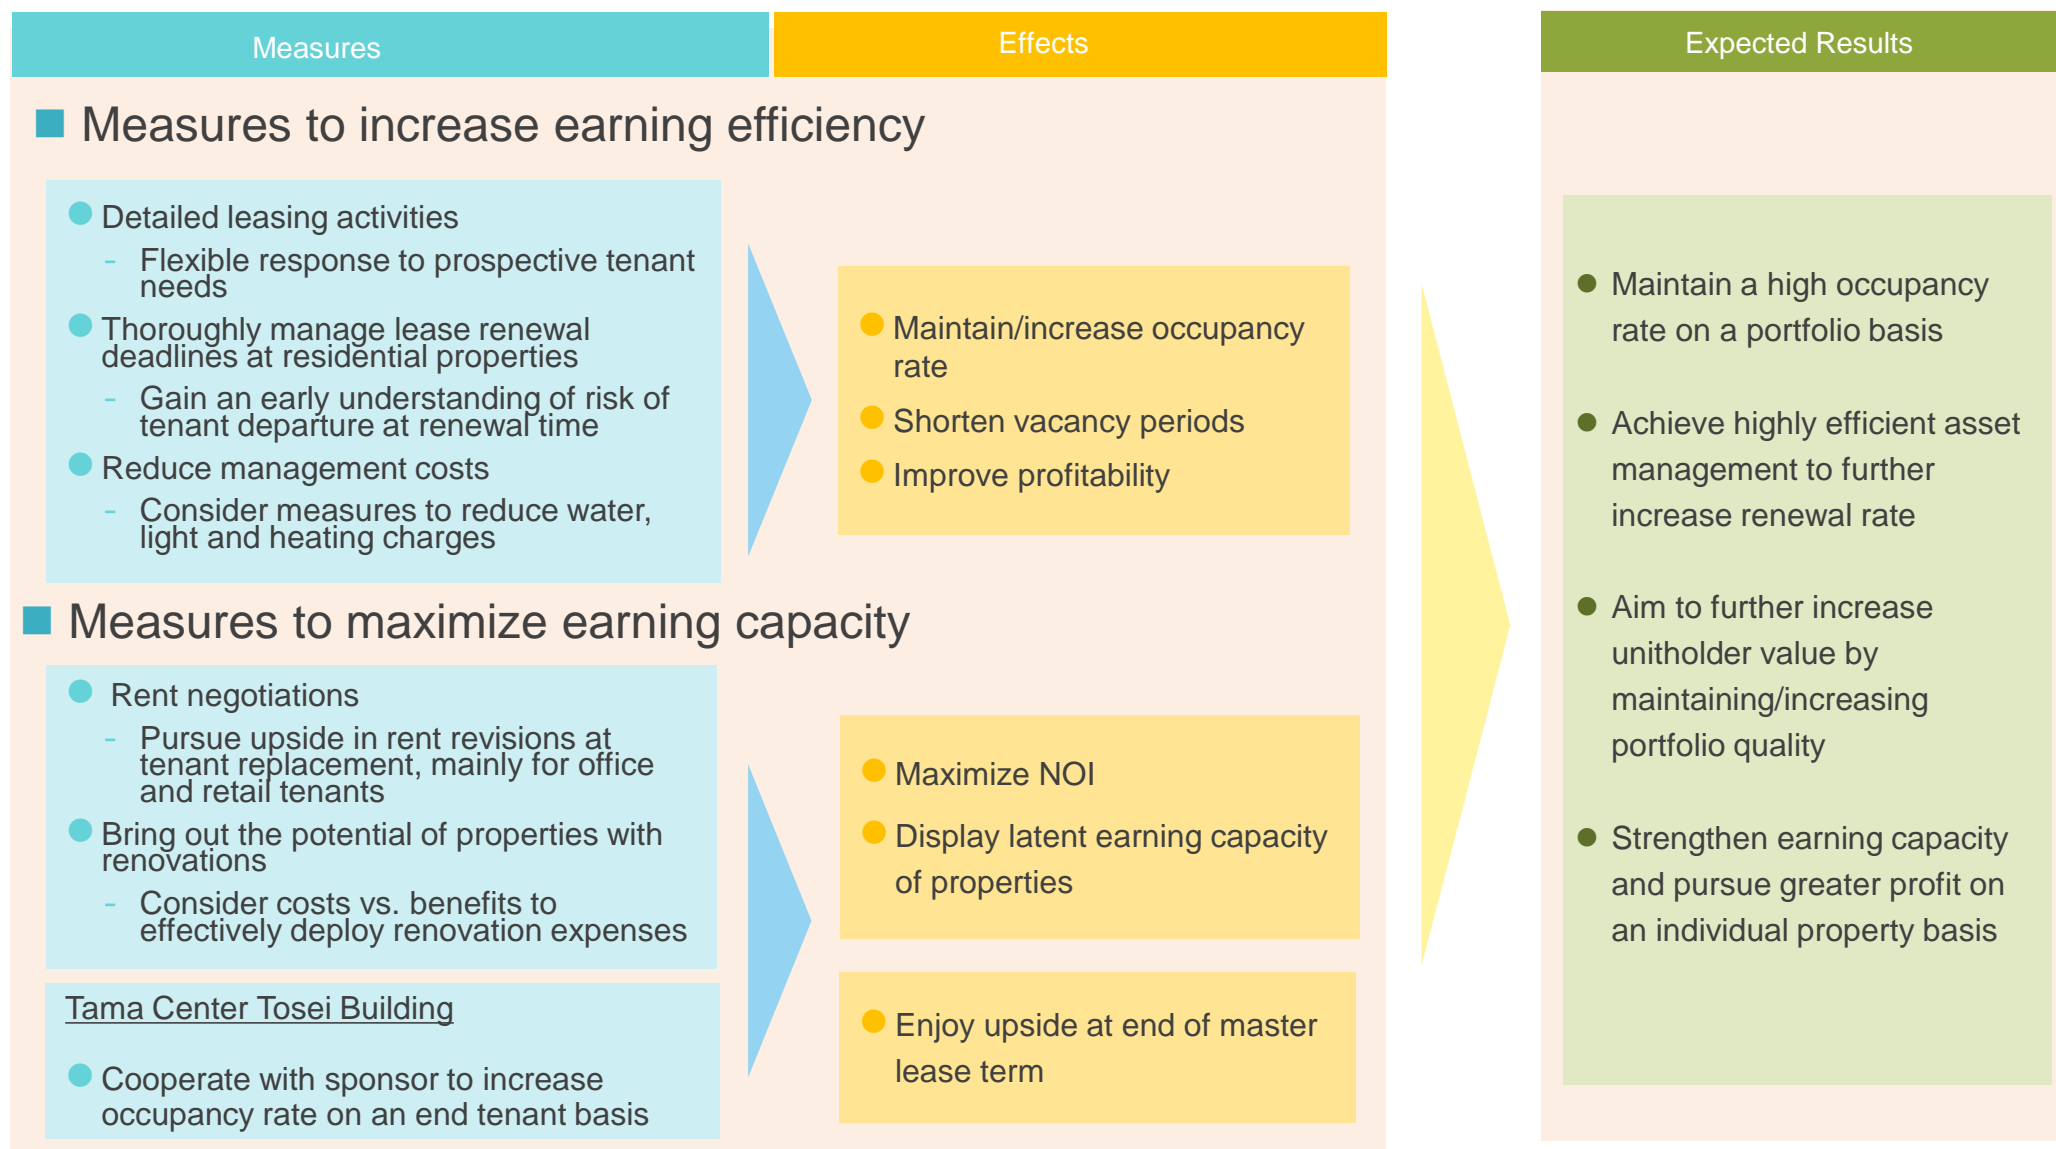 Measures
Effects
Expected Results
Measures to increase earning efficiency
Detailed leasing activities
- Flexible response to prospective tenant
needs
Thoroughly manage lease renewal
deadlines at residential properties
- Gain an early understanding of risk of
tenant departure at renewal time
Reduce management costs
- Consider measures to reduce water,
light and heating charges
Maintain/increase occupancy
rate
Shorten vacancy periods
Improve profitability
Measures to maximize earning capacity
Rent negotiations
- Pursue upside in rent revisions at
tenant replacement, mainly for office
and retail tenants
Bring out the potential of properties with
renovations
- Consider costs vs. benefits to
effectively deploy renovation expenses
Maximize NOI
Display latent earning capacity
of properties
Tama Center Tosei Building
Cooperate with sponsor to increase
occupancy rate on an end tenant basis
Enjoy upside at end of master
lease term
Maintain a high occupancy
rate on a portfolio basis
Achieve highly efficient asset
management to further
increase renewal rate
Aim to further increase
unitholder value by
maintaining/increasing
portfolio quality
Strengthen earning capacity
and pursue greater profit on
an individual property basis